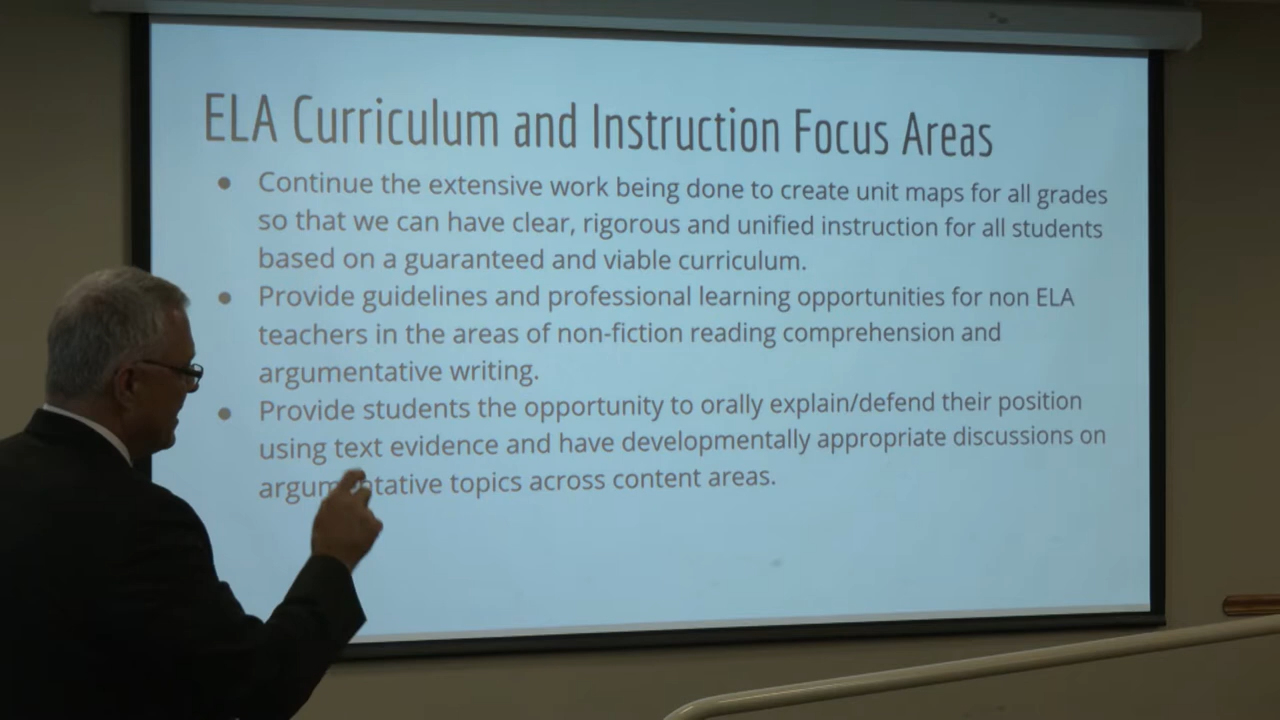 ELA Curriculum and Instruction Focus Areas
● Continue the extensive work being done to create unit maps for all grades
so that we can have clear, rigorous and unified instruction for all students
based on a guaranteed and viable curriculum.
● Provide guidelines and professional learning opportunities for non ELA
teachers in the areas of non-fiction reading comprehension and
argumentative writing.
● Provide students the opportunity to orally explain/defend their position
using text evidence and have developmentally appropriate discussions on
argumentative topics across content areas.